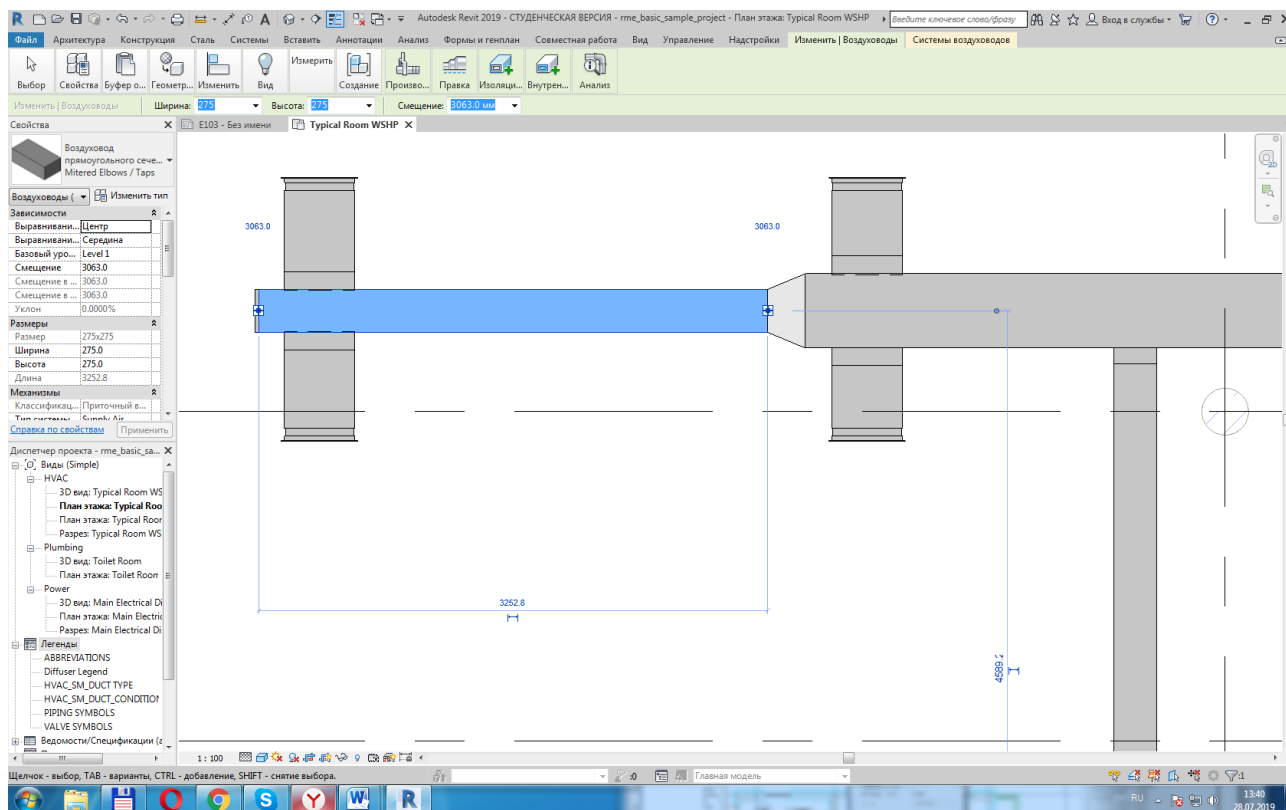 Autodesk Revit 2019 - СТУДЕНЧЕСКАЯ ВЕРСИЯ - rme_basic_sample_project - План этажа: Typical Room WSHP
Введите ключевое слово/фразу
Вход в службы
Файл Архитектура Конструкция Сталь Системы Вставить Аннотации Анализ Формы и генплан Совместная работа Вид Управление Надстройки Изменить | Воздуховоды Системы воздуховодов
Измерить
Выбор Свойства Буфер о... Геометр... Изменить Вид Создание Произво... Правка Изоляци... Внутрен... Анализ
Изменить | Воздуховоды Ширина: 275 Высота: 275 Смещение: 3063.0 мм
Свойства X E103 - Без имени Typical Room WSHP X
Воздуховод
прямоугольного сече...
Mitered Elbows / Taps
Воздуховоды ( Изменить тип
Зависимости
Выравнивани... Центр
Выравнивани... Середина
Базовый уро... Level 1
Смещение 3063.0
Смещение в ... 3063.0
Смещение в ... 3063.0
Уклон 0.0000%
Размеры
Размер 275x275
Ширина 275.0
Высота 275.0
Длина 3252.8
Механизмы
Классификац... Приточный в...
Тип системы Supply Air
Справка по свойствам Применить
Диспетчер проекта - rme_basic_sa... X
Виды (Simple)
HVAC
3D вид: Typical Room WS
План этажа: Typical Roo
План этажа: Typical Roor
Разрез: Typical Room WS
Plumbing
3D вид: Toilet Room
План этажа: Toilet Room
Power
3D вид: Main Electrical Di
План этажа: Main Electric
Разрез: Main Electrical Di
Легенды
ABBREVIATIONS
Diffuser Legend
HVAC_SM_DUCT TYPE
HVAC_SM_DUCT_CONDITION
PIPING SYMBOLS
VALVE SYMBOLS
Ведомости/Спецификации (
3063.0
3063.0
3252.8
4589.2
2D
1 : 100
Щелчок - выбор, TAB - варианты, CTRL - добавление, SHIFT - снятие выбора.
:0
Главная модель
:1
RU
13:40
28.07.2019